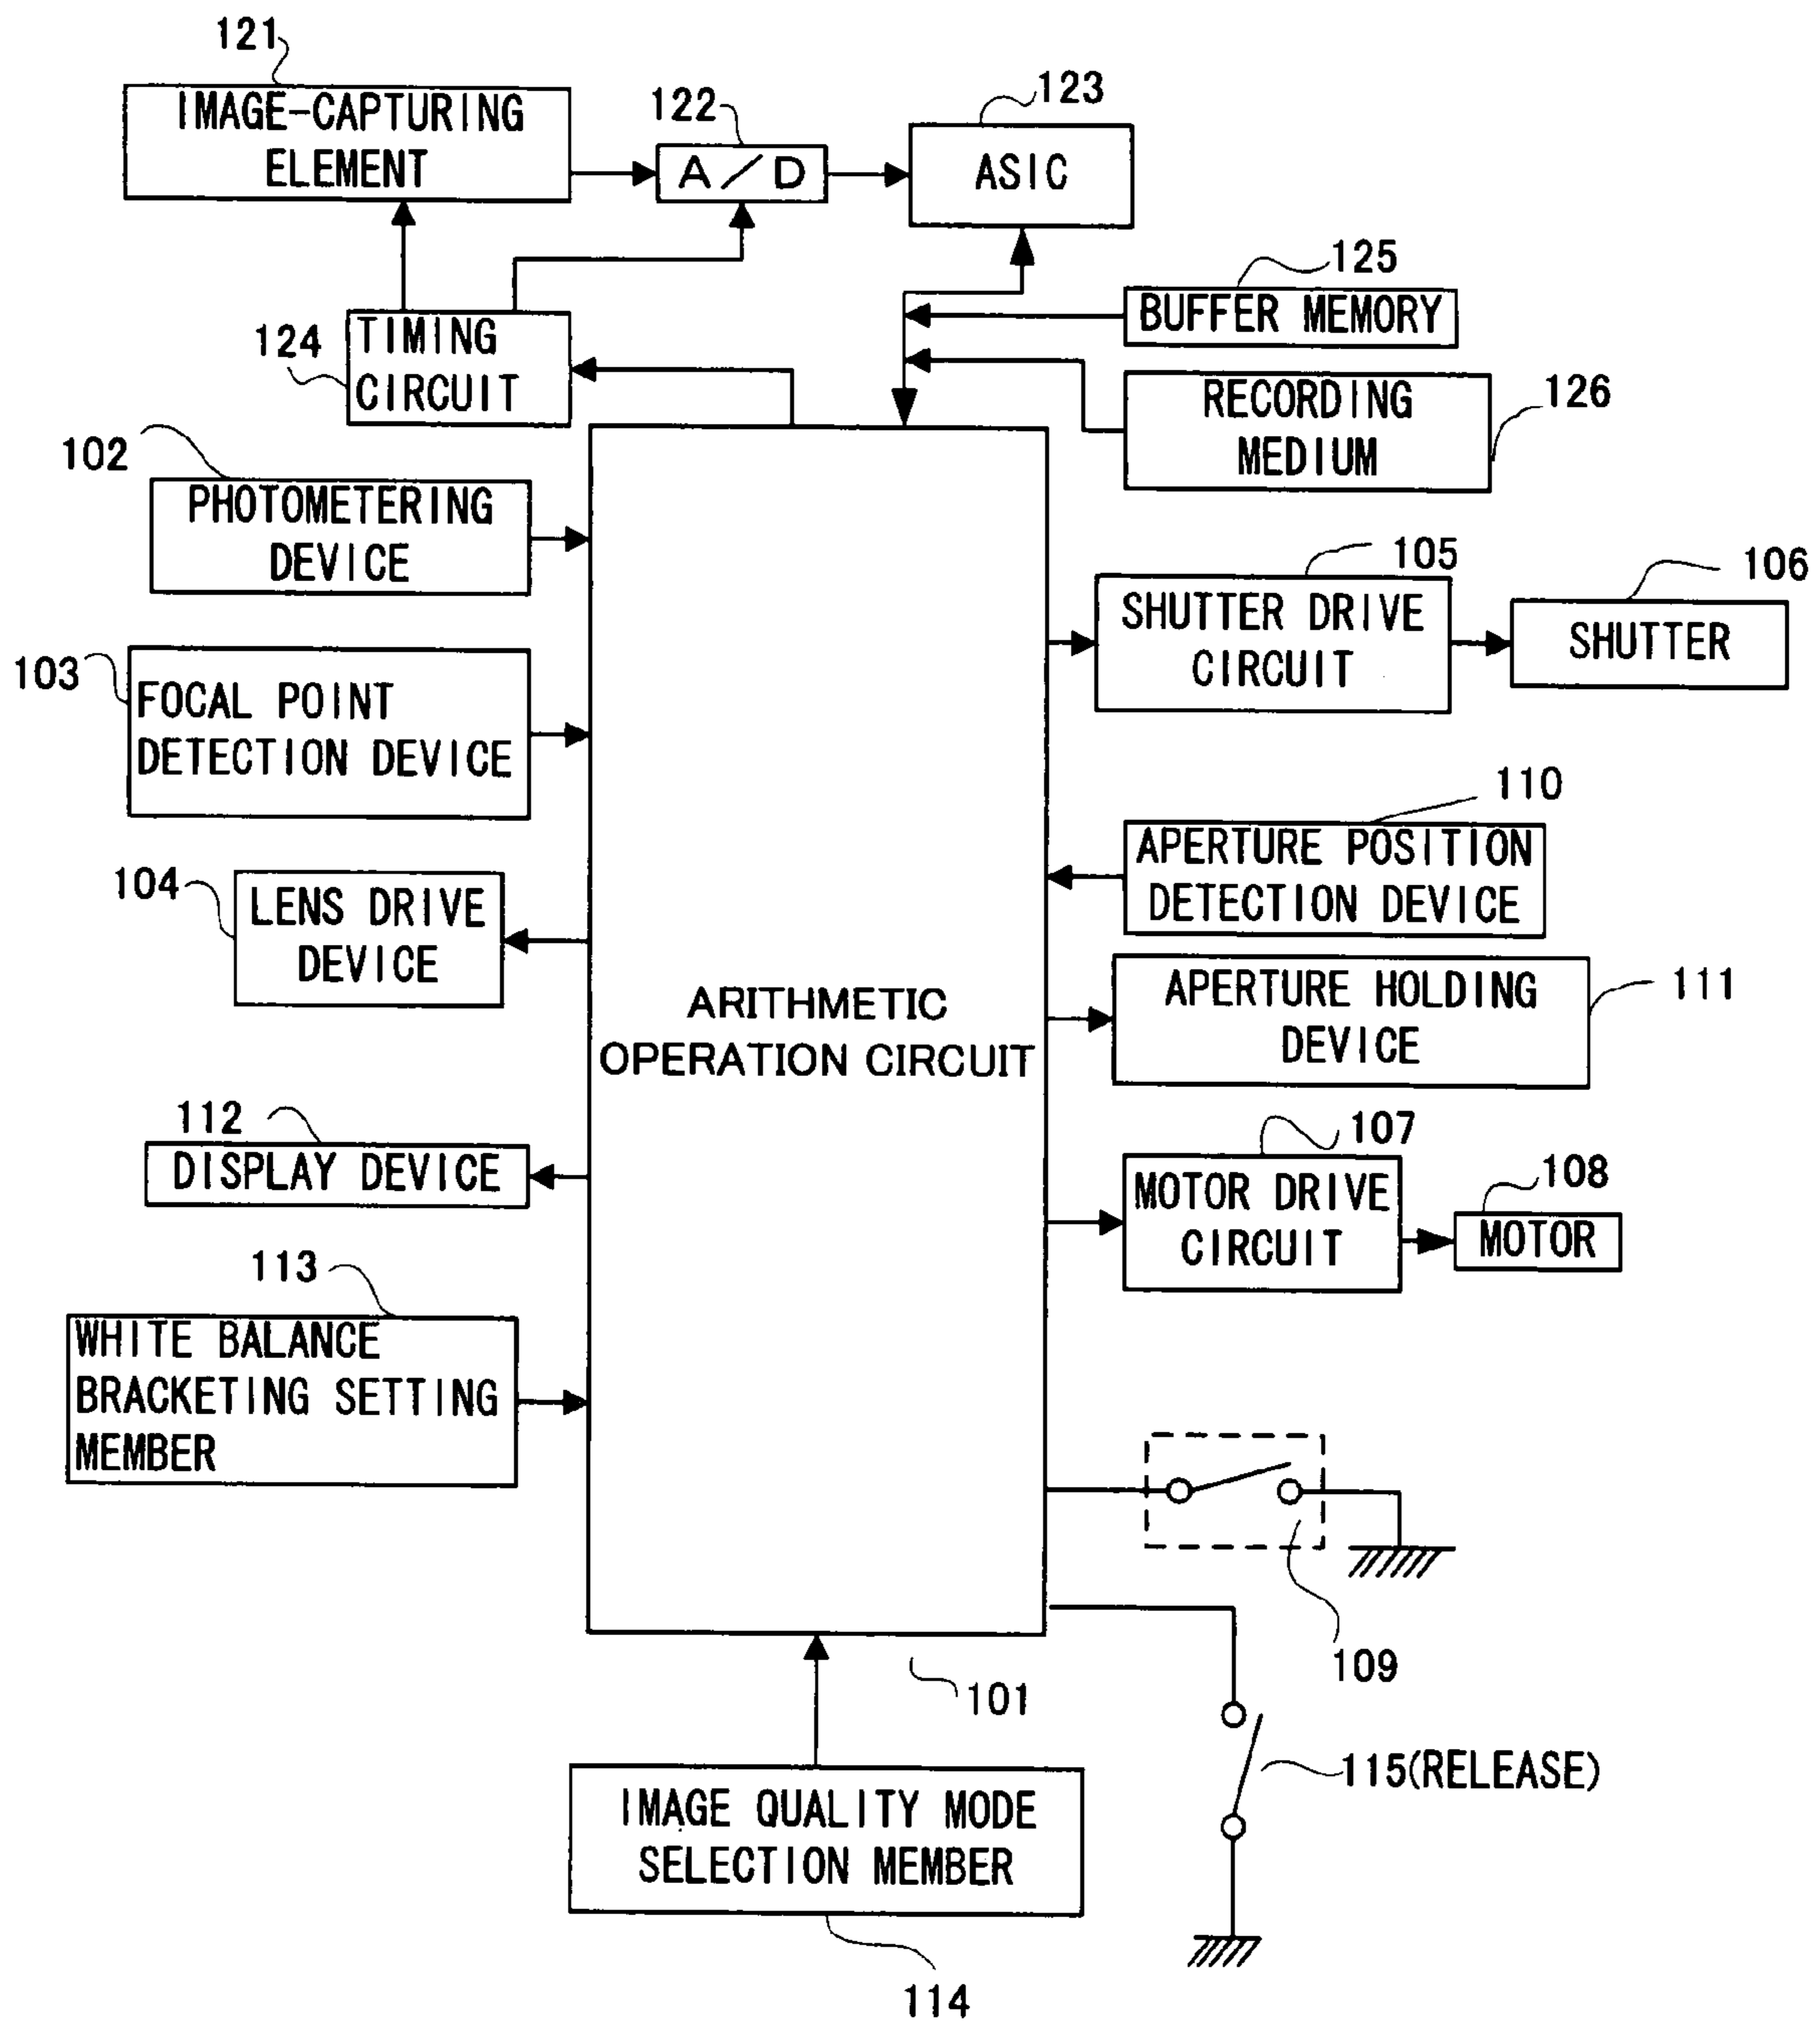 121
IMAGE-CAPTURING
ELEMENT
122
A/D
123
ASIC
125
BUFFER MEMORY
124
TIMING
CIRCUIT
RECORDING
MEDIUM
126
102
PHOTOMETERING
DEVICE
105
SHUTTER DRIVE
CIRCUIT
106
SHUTTER
103
FOCAL POINT
DETECTION DEVICE
110
APERTURE POSITION
DETECTION DEVICE
104
LENS DRIVE
DEVICE
ARITHMETIC
OPERATION CIRCUIT
APERTURE HOLDING
DEVICE
111
112
DISPLAY DEVICE
107
MOTOR DRIVE
CIRCUIT
108
MOTOR
113
WHITE BALANCE
BRACKETING SETTING
MEMBER
109
101
115(RELEASE)
IMAGE QUALITY MODE
SELECTION MEMBER
114